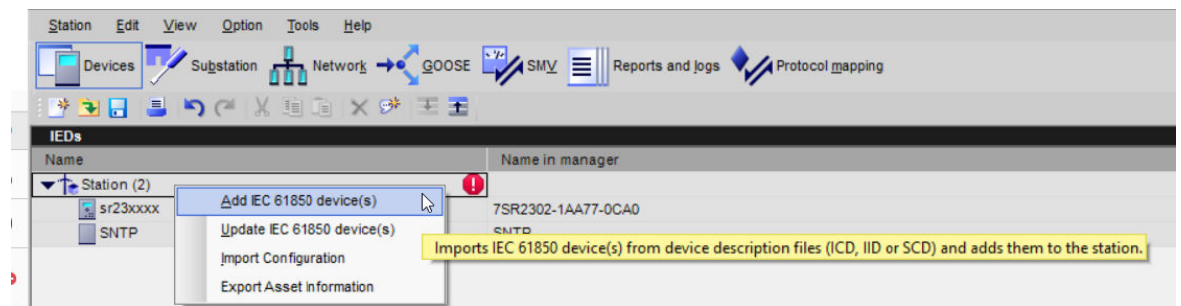 Station Edit View Option Tools Help
Devices Substation Network GOOSE SMV Reports and logs Protocol mapping
IEDs
Name Name in manager
Station (2)
Add IEC 61850 device(s)
sr23xxxx 7SR2302-1AA77-0CA0
Update IEC 61850 device(s)
SNTP SNTP
Imports IEC 61850 device(s) from device description files (ICD, IID or SCD) and adds them to the station.
Import Configuration
Export Asset Information